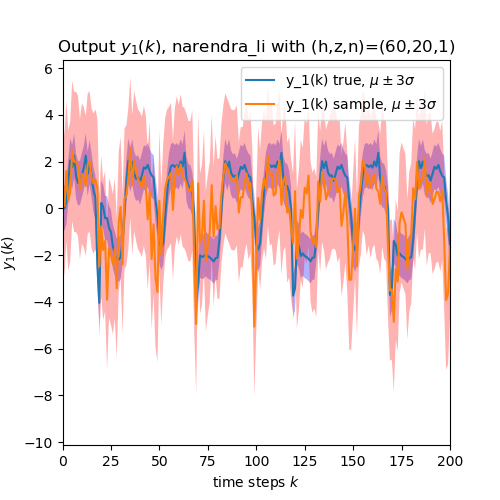 Output y₁(k), narendra_li with (h,z,n)=(60,20,1)
y_1(k) true, μ ± 3σ
y_1(k) sample, μ ± 3σ
y₁(k)
6
4
2
0
−2
−4
−6
−8
−10
0 25 50 75 100 125 150 175 200
time steps k